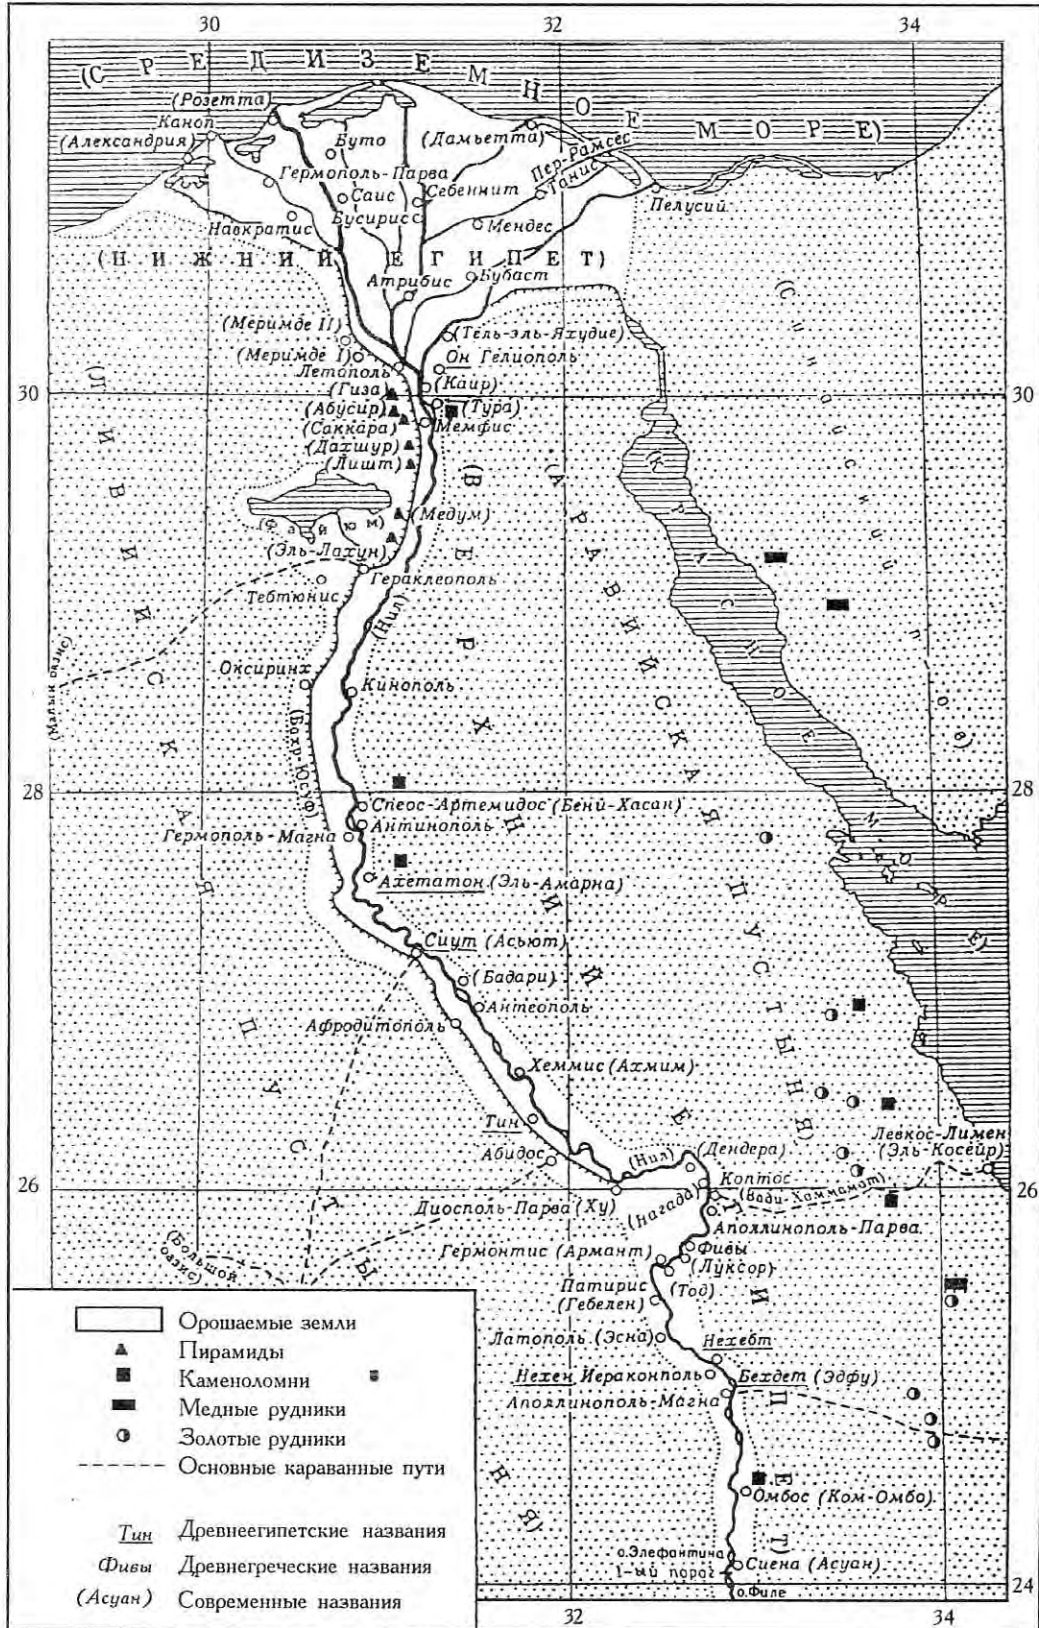 30
32
34
(СРЕДИЗЕМНОЕ МОРЕ)
(Розетта)
Каноп
(Александрия)
Буто
(Дамьетта)
Пер-Рамсес
Танис
Гермополь-Парва
Саис
Себеннит
Бусирисс
Пелусий
Навкратис
Мендес
(НИЖНИЙ ЕГИПЕТ)
Атрибис
Бубаст
(Синайский п-ов)
(Меримде II)
(Тель-эль-Яхудие)
(Меримде I)
Он Гелиополь
Летополь
30
(Гиза)
(Каир)
30
(Абусир)
(Тура)
(Саккара)
Мемфис
(Дахшур)
(Лишт)
(Файюм)
(Медум)
(Эль-Лахун)
Гераклеополь
Тебтюнис
(Нил)
(ЛИВИЙСКАЯ ПУСТЫНЯ)
(ВЕРХНИЙ ЕГИПЕТ)
(АРАВИЙСКАЯ ПУСТЫНЯ)
(КРАСНОЕ МОРЕ)
(Малый оазис)
Оксиринх
Кинополь
(Бахр Юсуф)
28
28
Спеос-Артемидос (Бени-Хасан)
Антинополь
Гермополь-Магна
Ахетатон (Эль-Амарна)
Сиут (Асьют)
(Бадари)
Антеополь
Афродитополь
Хеммис (Ахмим)
Тин
Абидос
(Нил)
(Дендера)
Левкос-Лимен
(Эль-Косейр)
26
Коптос
(Вади-Хаммамат)
26
Диосполь-Парва (Ху)
(Нагада)
Аполлинополь-Парва
(Большой
оазис)
Гермонтис (Армант)
Фивы
(Луксор)
Патирис
(Гебелен)
(Тод)
Латополь (Эсна)
Нехебт
Нехен Иераконполь
Бехдет (Эдфу)
Аполлинополь-Магна
Омбос (Ком-Омбо)
о.Элефантина
1-ый порог
Сиена (Асуан)
о.Филе
24
32
34
Орошаемые земли
Пирамиды
Каменоломни
Медные рудники
Золотые рудники
Основные караванные пути
Тин Древнеегипетские названия
Фивы Древнегреческие названия
(Асуан) Современные названия